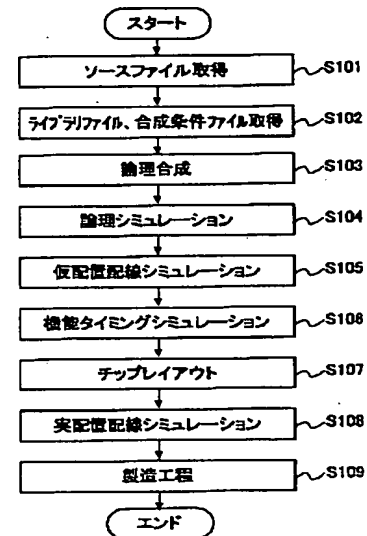 スタート
ソースファイル取得 S101
ライブラリファイル、合成条件ファイル取得 S102
論理合成 S103
論理シミュレーション S104
仮配置配線シミュレーション S105
機能タイミングシミュレーション S106
チップレイアウト S107
実配置配線シミュレーション S108
製造工程 S109
エンド